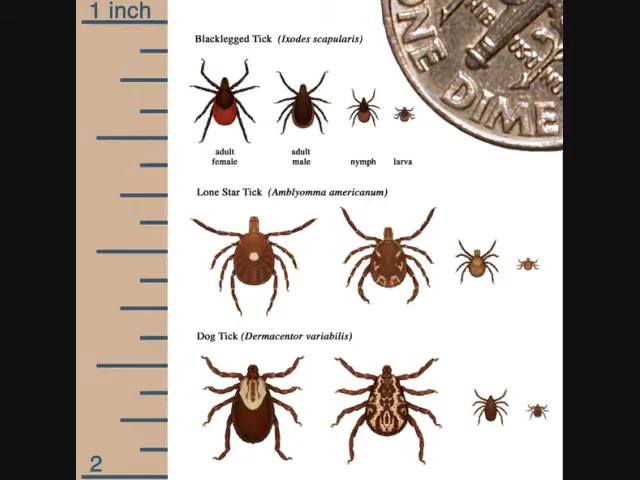 1 inch
Blacklegged Tick (Ixodes scapularis)
adult female
adult male
nymph
larva
Lone Star Tick (Amblyomma americanum)
Dog Tick (Dermacentor variabilis)
2
ONE DIME